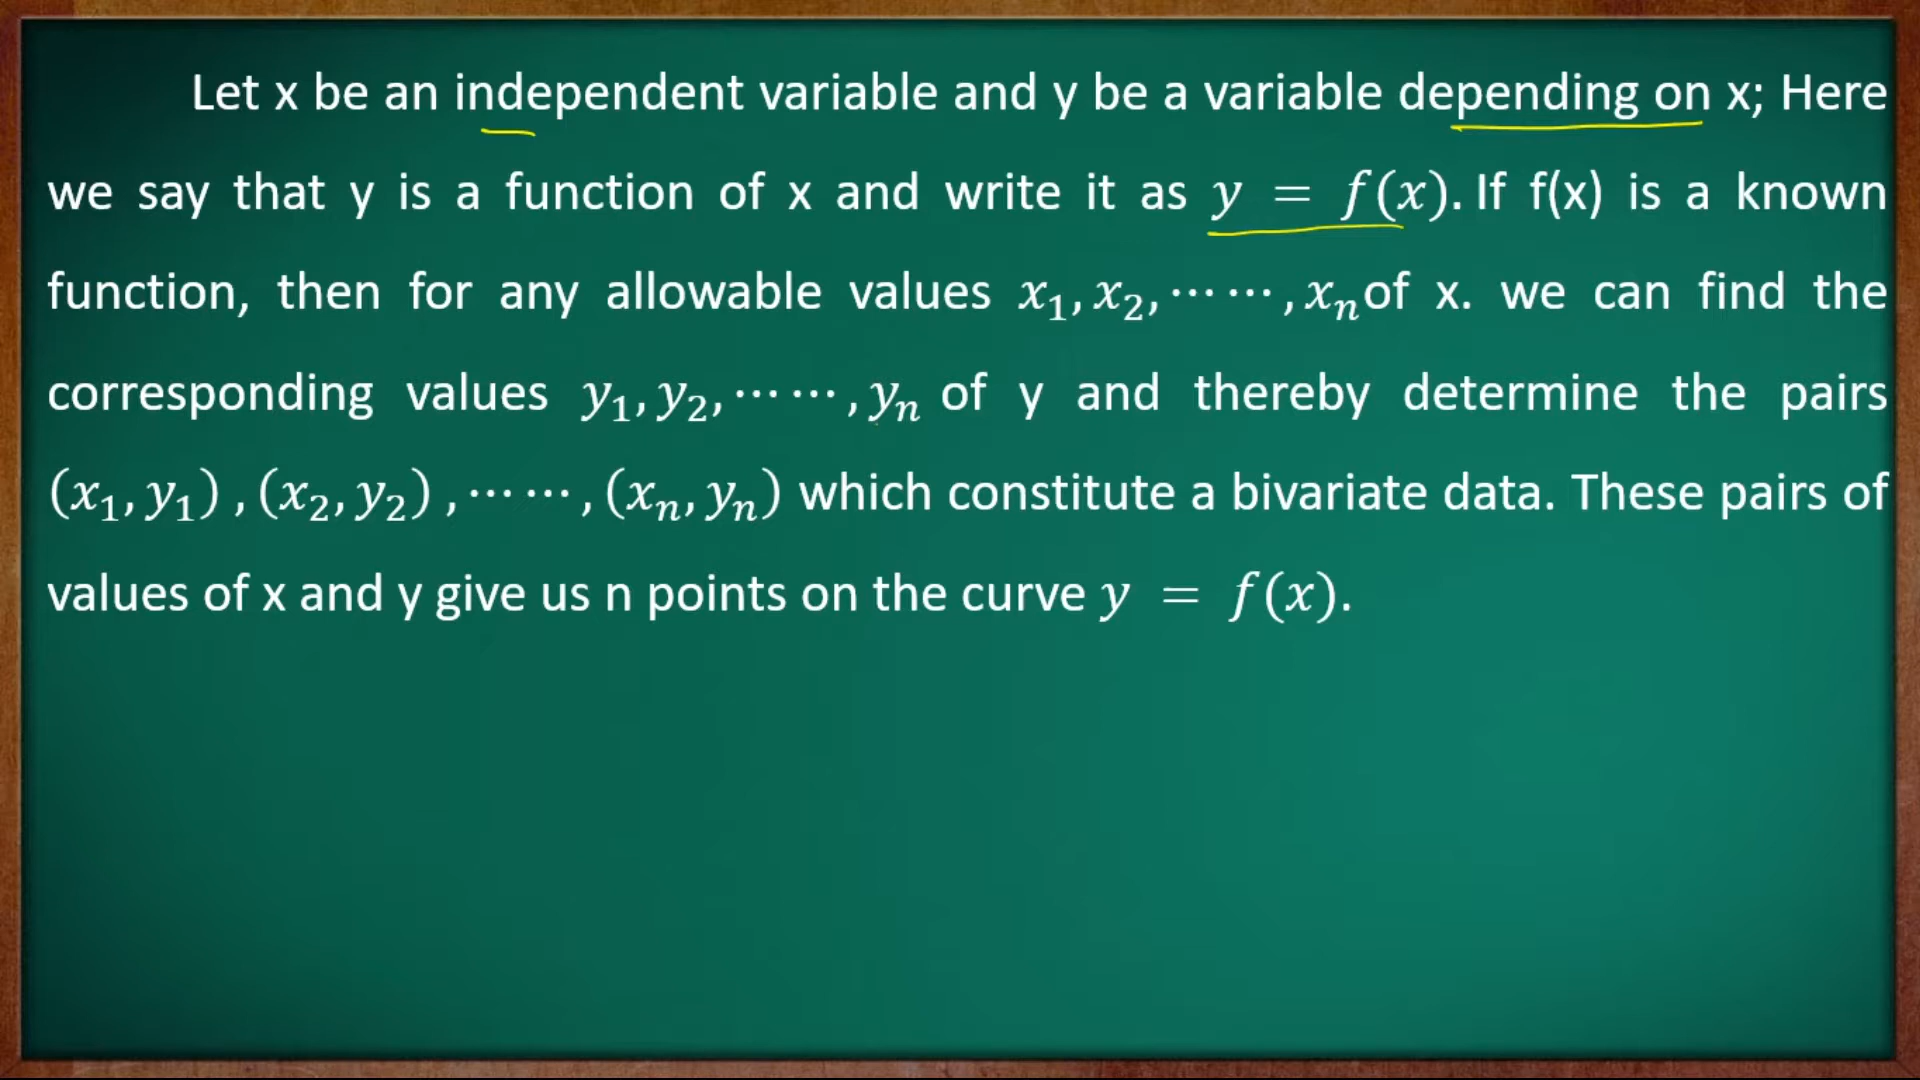 Let x be an independent variable and y be a variable depending on x; Here
we say that y is a function of x and write it as y = f(x). If f(x) is a known
function, then for any allowable values x₁, x₂, ⋯ ⋯ , xₙof x. we can find the
corresponding values y₁, y₂, ⋯ ⋯ , yₙ of y and thereby determine the pairs
(x₁, y₁) , (x₂, y₂) , ⋯ ⋯ , (xₙ, yₙ) which constitute a bivariate data. These pairs of
values of x and y give us n points on the curve y = f(x).